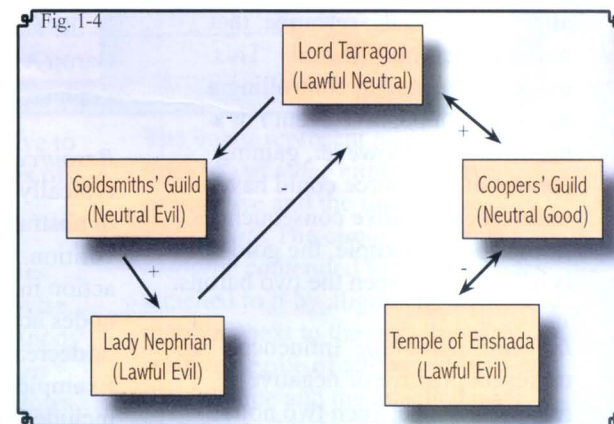 Fig. 1-4
Lord Tarragon
(Lawful Neutral)
-
+
Goldsmiths' Guild
(Neutral Evil)
Coopers' Guild
(Neutral Good)
+
-
Lady Nephrian
(Lawful Evil)
Temple of Enshada
(Lawful Evil)